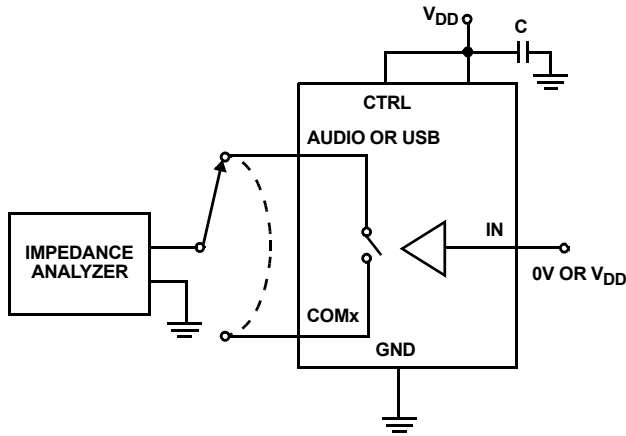 VDD
C
CTRL
AUDIO OR USB
IMPEDANCE
ANALYZER
IN
0V OR VDD
COMx
GND